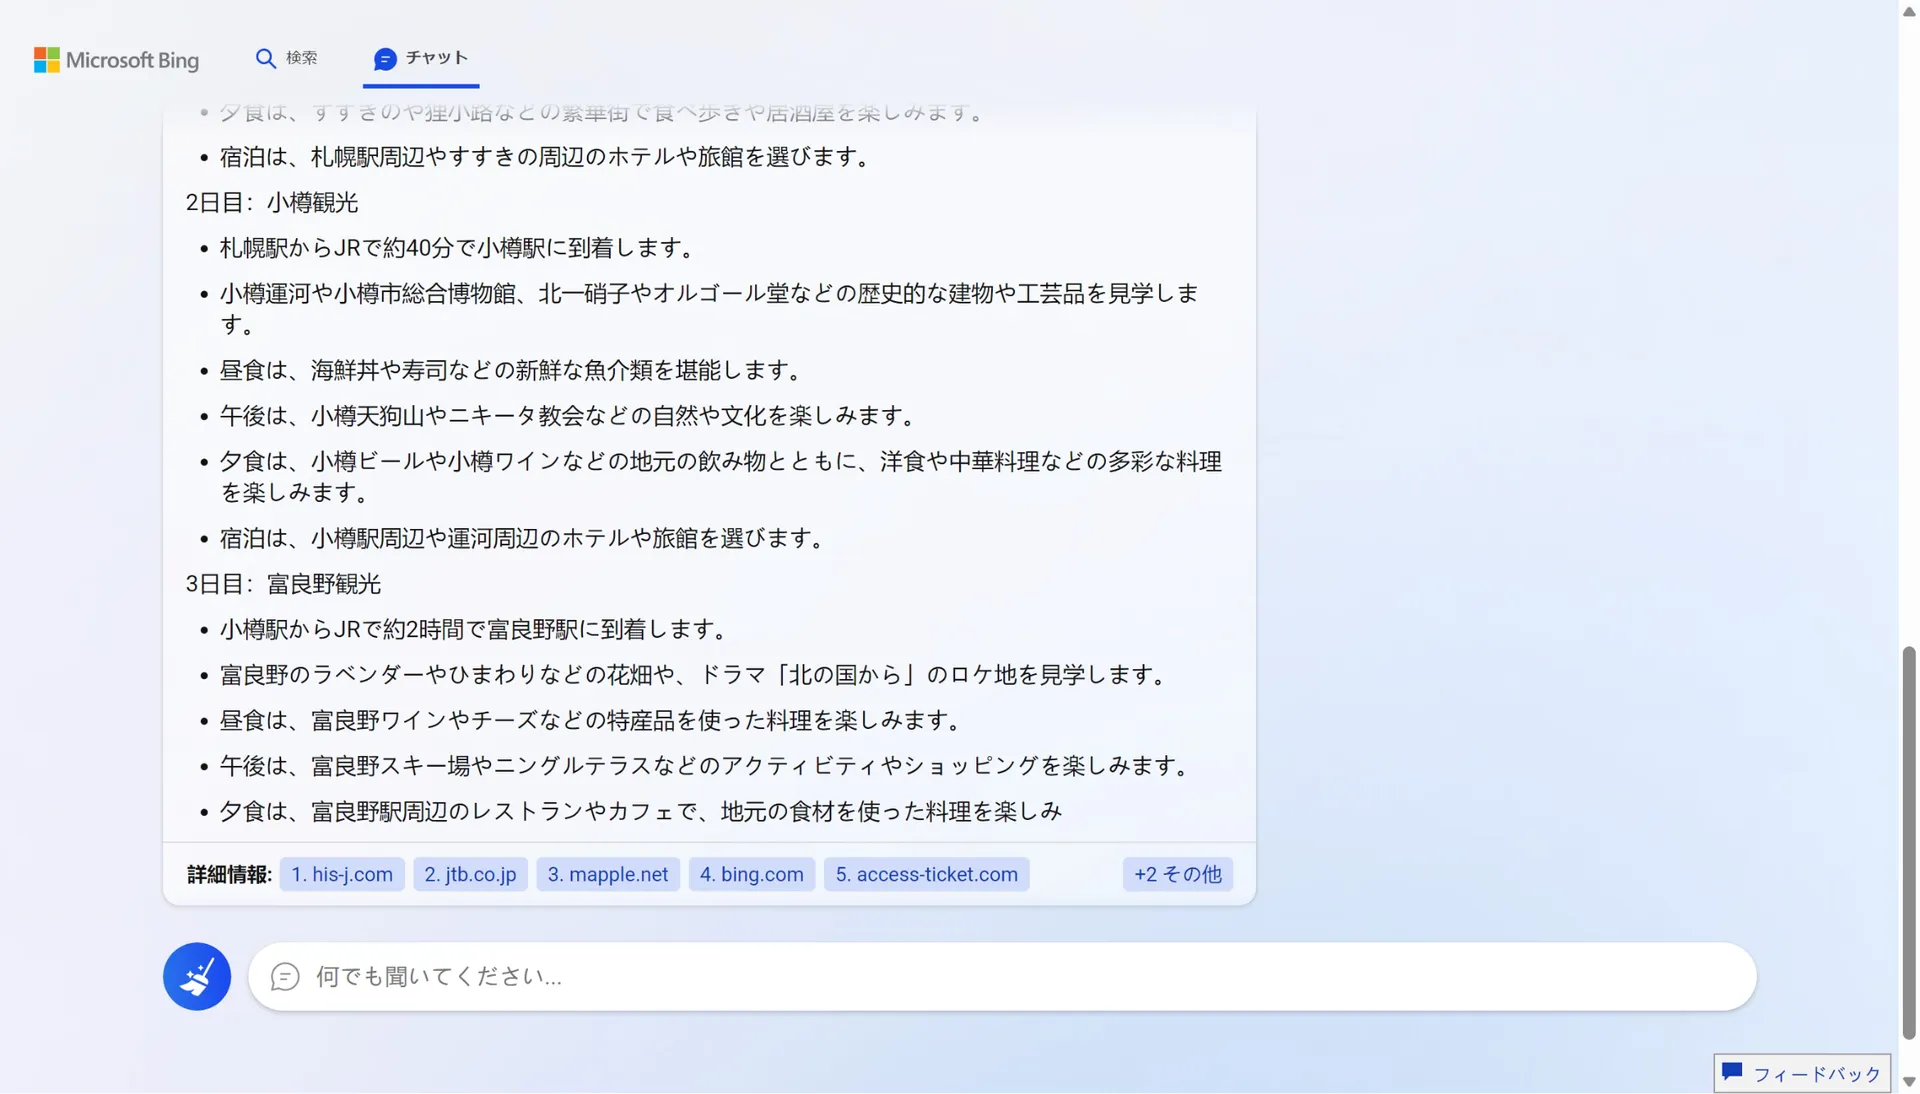 Microsoft Bing
検索
チャット
夕食は、すすきのや狸小路などの繁華街で食べ歩きや居酒屋を楽しみます。
宿泊は、札幌駅周辺やすすきの周辺のホテルや旅館を選びます。
2日目：小樽観光
札幌駅からJRで約40分で小樽駅に到着します。
小樽運河や小樽市総合博物館、北一硝子やオルゴール堂などの歴史的な建物や工芸品を見学しま
す。
昼食は、海鮮丼や寿司などの新鮮な魚介類を堪能します。
午後は、小樽天狗山やニキータ教会などの自然や文化を楽しみます。
夕食は、小樽ビールや小樽ワインなどの地元の飲み物とともに、洋食や中華料理などの多彩な料理
を楽しみます。
宿泊は、小樽駅周辺や運河周辺のホテルや旅館を選びます。
3日目：富良野観光
小樽駅からJRで約2時間で富良野駅に到着します。
富良野のラベンダーやひまわりなどの花畑や、ドラマ「北の国から」のロケ地を見学します。
昼食は、富良野ワインやチーズなどの特産品を使った料理を楽しみます。
午後は、富良野スキー場やニングルテラスなどのアクティビティやショッピングを楽しみます。
夕食は、富良野駅周辺のレストランやカフェで、地元の食材を使った料理を楽しみ
詳細情報: 1. his-j.com 2. jtb.co.jp 3. mapple.net 4. bing.com 5. access-ticket.com +2 その他
何でも聞いてください...
フィードバック